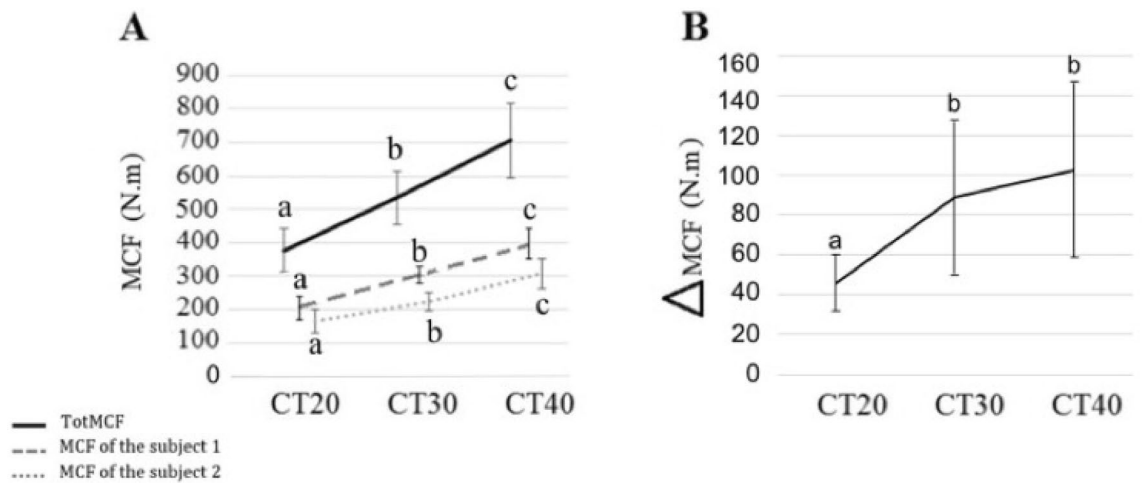 A
900
800
700
600
500
400
300
200
100
0
MCF (N.m)
a
b
c
a
b
c
a
b
c
CT20 CT30 CT40
TotMCF
MCF of the subject 1
MCF of the subject 2
B
160
140
120
100
80
60
40
20
0
△ MCF (N.m)
a
b
b
CT20 CT30 CT40